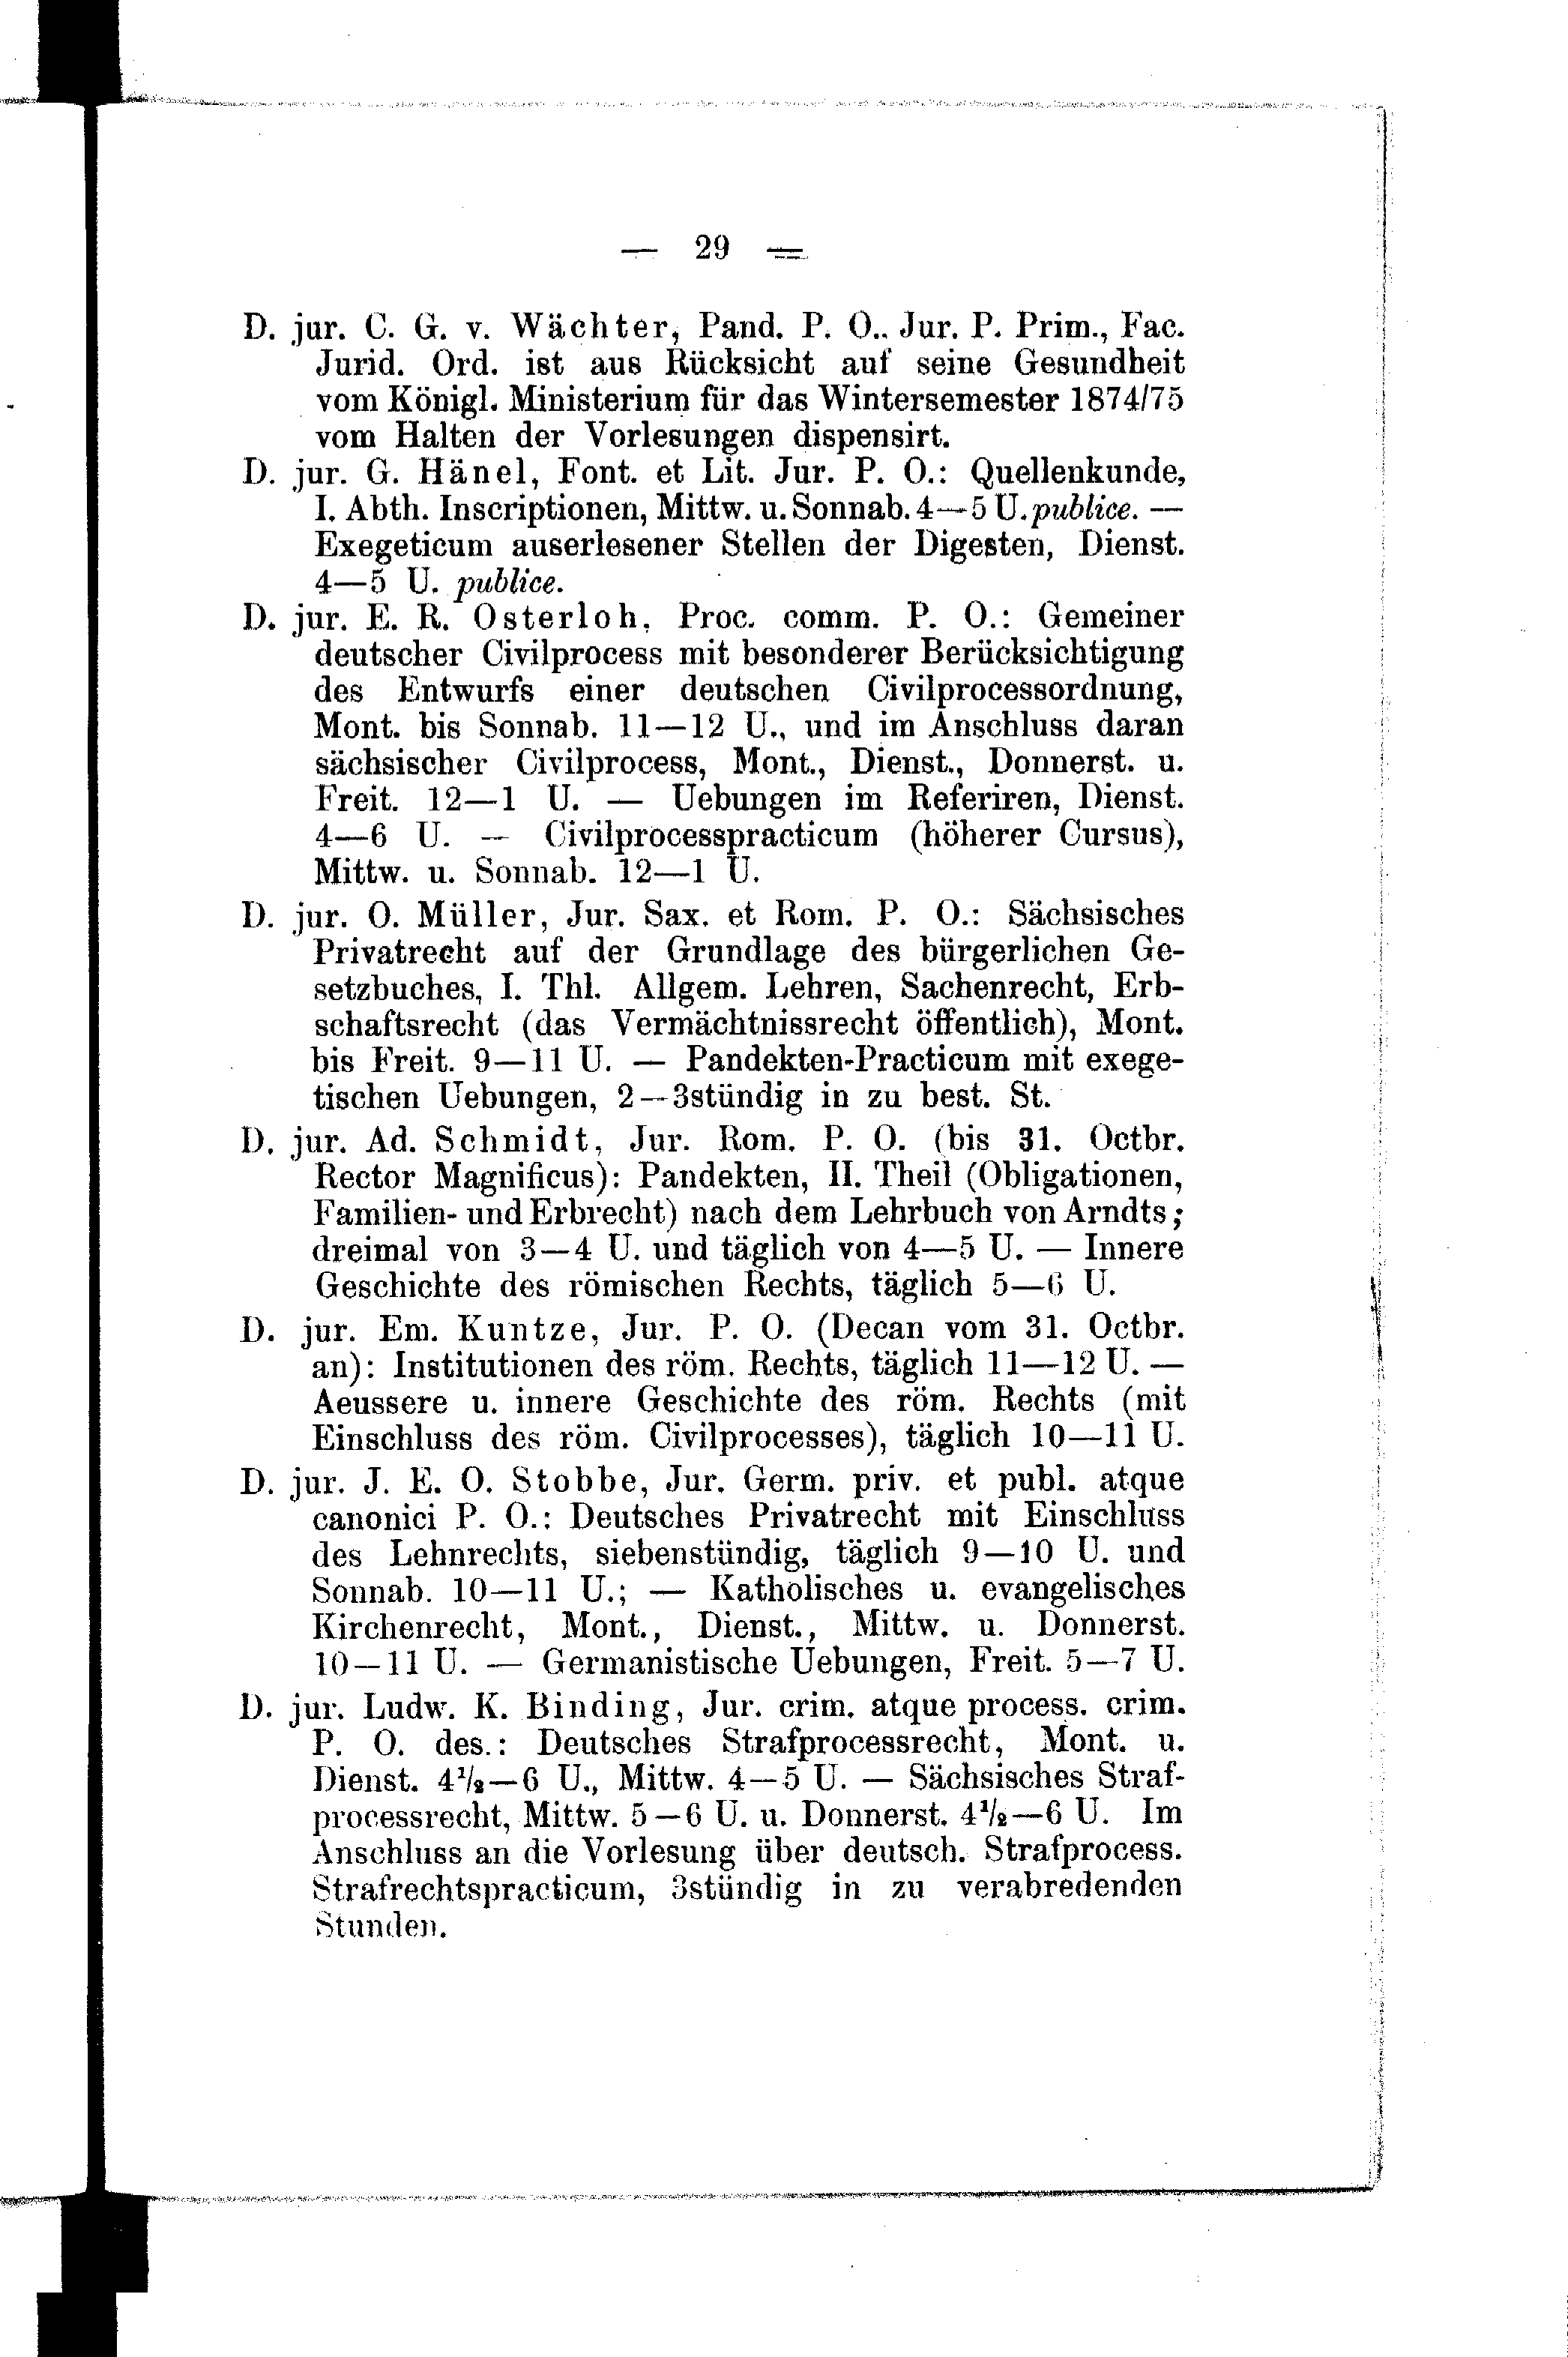 — 29 —
D. jur. C. G. v. Wächter, Pand. P. O.. Jur. P. Prim., Fac.
Jurid. Ord. ist aus Rücksicht auf seine Gesundheit
vom Königl. Ministerium für das Wintersemester 1874/75
vom Halten der Vorlesungen dispensirt.
D. jur. G. Hänel, Font. et Lit. Jur. P. O.: Quellenkunde,
I. Abth. Inscriptionen, Mittw. u. Sonnab. 4—5 U. publice. —
Exegeticum auserlesener Stellen der Digesten, Dienst.
4—5 U. publice.
D. jur. E. R. Osterloh, Proc. comm. P. O.: Gemeiner
deutscher Civilprocess mit besonderer Berücksichtigung
des Entwurfs einer deutschen Civilprocessordnung,
Mont. bis Sonnab. 11—12 U., und im Anschluss daran
sächsischer Civilprocess, Mont., Dienst., Donnerst. u.
Freit. 12—1 U. — Uebungen im Referiren, Dienst.
4—6 U. — Civilprocesspracticum (höherer Cursus),
Mittw. u. Sonnab. 12—1 U.
D. jur. O. Müller, Jur. Sax. et Rom. P. O.: Sächsisches
Privatrecht auf der Grundlage des bürgerlichen Ge-
setzbuches, I. Thl. Allgem. Lehren, Sachenrecht, Erb-
schaftsrecht (das Vermächtnissrecht öffentlich), Mont.
bis Freit. 9—11 U. — Pandekten-Practicum mit exege-
tischen Uebungen, 2—3stündig in zu best. St.
D. jur. Ad. Schmidt, Jur. Rom. P. O. (bis 31. Octbr.
Rector Magnificus): Pandekten, II. Theil (Obligationen,
Familien- und Erbrecht) nach dem Lehrbuch von Arndts;
dreimal von 3—4 U. und täglich von 4—5 U. — Innere
Geschichte des römischen Rechts, täglich 5—6 U.
D. jur. Em. Kuntze, Jur. P. O. (Decan vom 31. Octbr.
an): Institutionen des röm. Rechts, täglich 11—12 U. —
Aeussere u. innere Geschichte des röm. Rechts (mit
Einschluss des röm. Civilprocesses), täglich 10—11 U.
D. jur. J. E. O. Stobbe, Jur. Germ. priv. et publ. atque
canonici P. O.: Deutsches Privatrecht mit Einschluss
des Lehnrechts, siebenstündig, täglich 9—10 U. und
Sonnab. 10—11 U.; — Katholisches u. evangelisches
Kirchenrecht, Mont., Dienst., Mittw. u. Donnerst.
10—11 U. — Germanistische Uebungen, Freit. 5—7 U.
D. jur. Ludw. K. Binding, Jur. crim. atque process. crim.
P. O. des.: Deutsches Strafprocessrecht, Mont. u.
Dienst. 4½—6 U., Mittw. 4—5 U. — Sächsisches Straf-
processrecht, Mittw. 5—6 U. u. Donnerst. 4½—6 U. Im
Anschluss an die Vorlesung über deutsch. Strafprocess.
Strafrechtspracticum, 3stündig in zu verabredenden
Stunden.